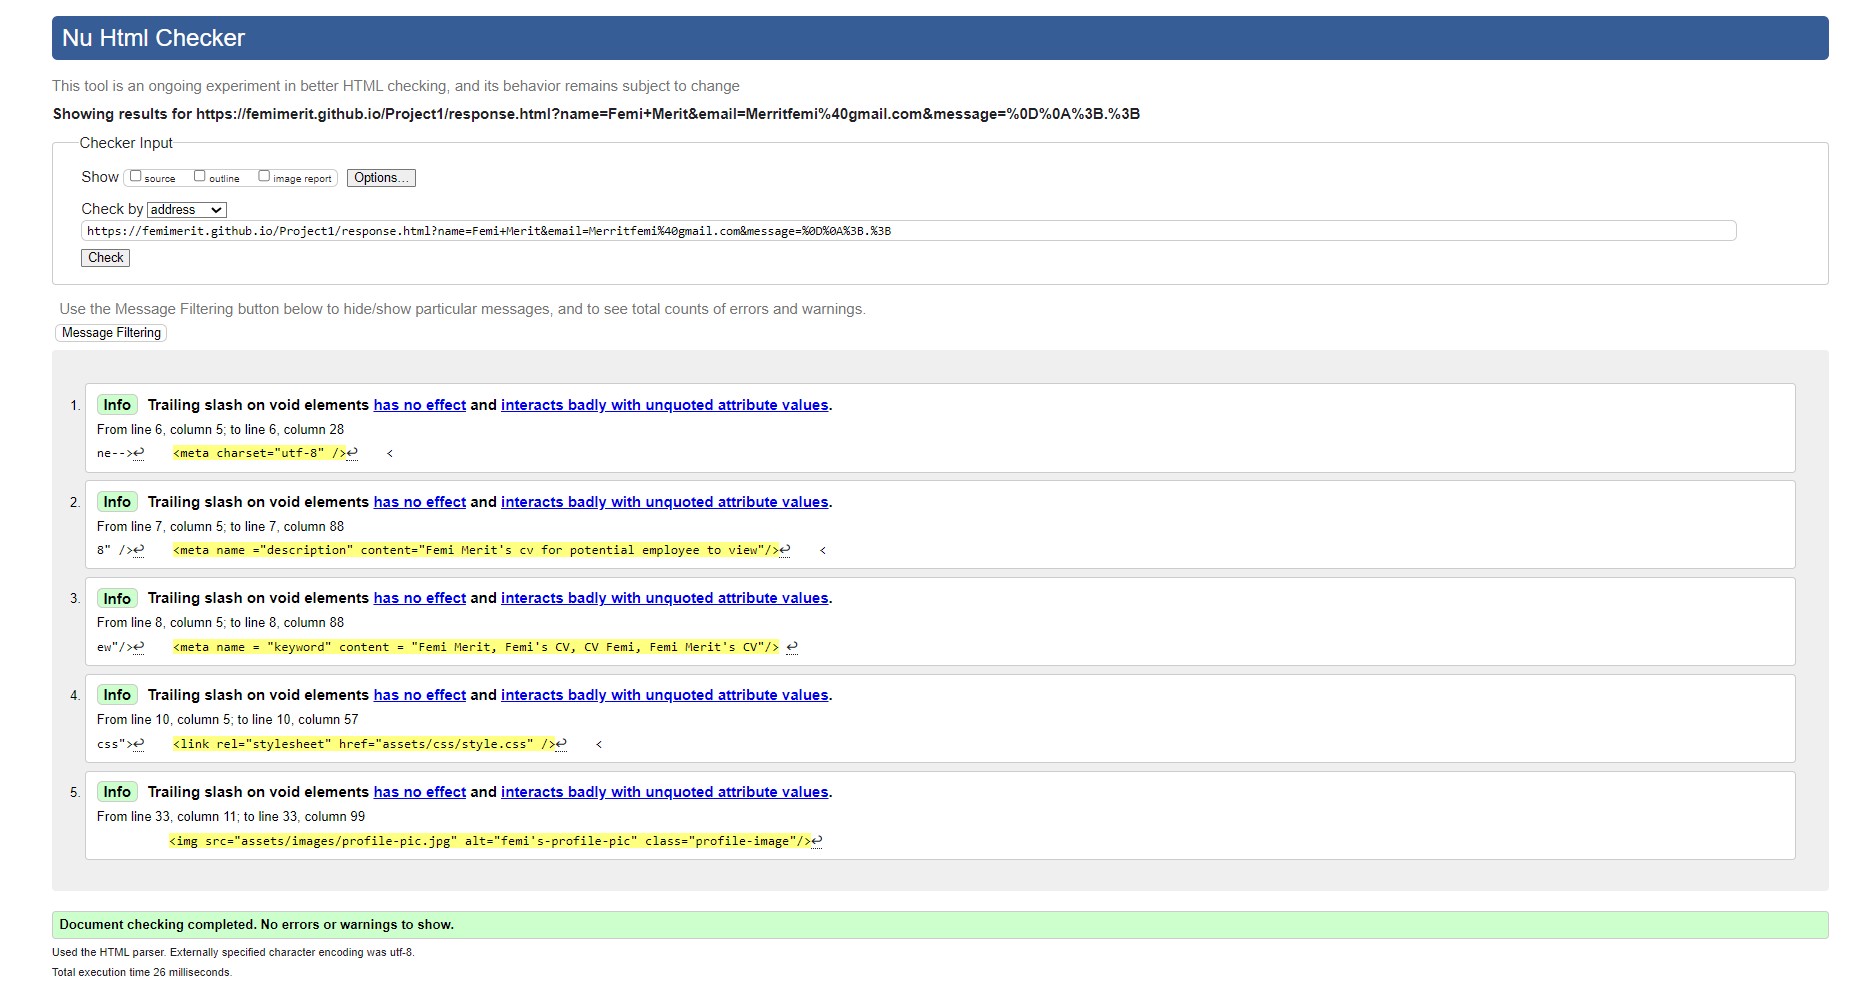 Nu Html Checker
This tool is an ongoing experiment in better HTML checking, and its behavior remains subject to change
Showing results for https://femimerit.github.io/Project1/response.html?name=Femi+Merit&email=Merritfemi%40gmail.com&message=%0D%0A%3B.%3B
Checker Input
Show source outline image report Options...
Check by address
https://femimerit.github.io/Project1/response.html?name=Femi+Merit&email=Merritfemi%40gmail.com&message=%0D%0A%3B.%3B
Check
Use the Message Filtering button below to hide/show particular messages, and to see total counts of errors and warnings.
Message Filtering
1. Info Trailing slash on void elements has no effect and interacts badly with unquoted attribute values.
From line 6, column 5; to line 6, column 28
ne-->↩ <meta charset="utf-8" />↩ <
2. Info Trailing slash on void elements has no effect and interacts badly with unquoted attribute values.
From line 7, column 5; to line 7, column 88
8" />↩ <meta name ="description" content="Femi Merit's cv for potential employee to view"/>↩ <
3. Info Trailing slash on void elements has no effect and interacts badly with unquoted attribute values.
From line 8, column 5; to line 8, column 88
ew"/>↩ <meta name = "keyword" content = "Femi Merit, Femi's CV, CV Femi, Femi Merit's CV"/> ↩
4. Info Trailing slash on void elements has no effect and interacts badly with unquoted attribute values.
From line 10, column 5; to line 10, column 57
css">↩ <link rel="stylesheet" href="assets/css/style.css" />↩ <
5. Info Trailing slash on void elements has no effect and interacts badly with unquoted attribute values.
From line 33, column 11; to line 33, column 99
<img src="assets/images/profile-pic.jpg" alt="femi's-profile-pic" class="profile-image"/>↩
Document checking completed. No errors or warnings to show.
Used the HTML parser. Externally specified character encoding was utf-8.
Total execution time 26 milliseconds.